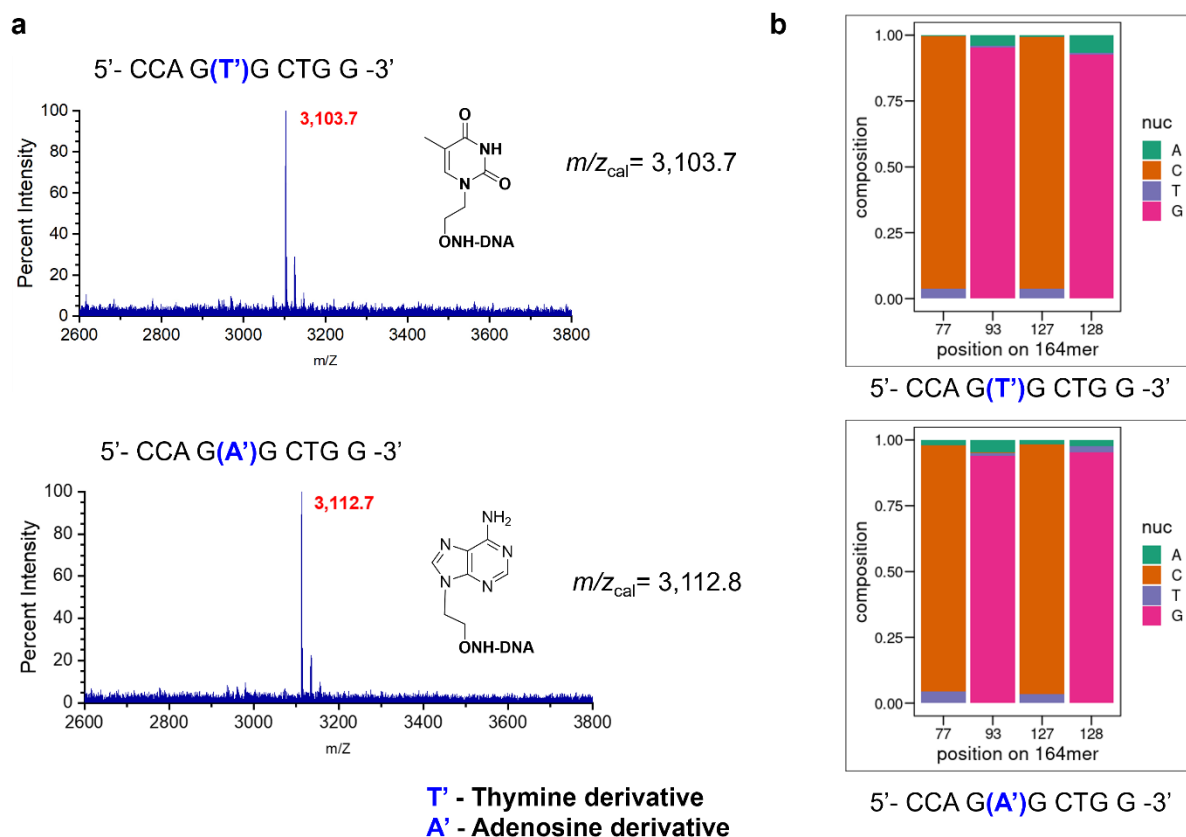 a
5'- CCA G(T')G CTG G -3'
Percent Intensity
100
80
60
40
20
0
3,103.7
O
NH
N
O
ONH-DNA
m/z_cal= 3,103.7
2600 2800 3000 3200 3400 3600 3800
m/Z
5'- CCA G(A')G CTG G -3'
Percent Intensity
100
80
60
40
20
0
3,112.7
NH2
N
N
N
N
ONH-DNA
m/z_cal= 3,112.8
2600 2800 3000 3200 3400 3600 3800
m/Z
T' - Thymine derivative
A' - Adenosine derivative
b
composition
1.00
0.75
0.50
0.25
0.00
77 93 127 128
position on 164mer
nuc
A
C
T
G
5'- CCA G(T')G CTG G -3'
composition
1.00
0.75
0.50
0.25
0.00
77 93 127 128
position on 164mer
nuc
A
C
T
G
5'- CCA G(A')G CTG G -3'